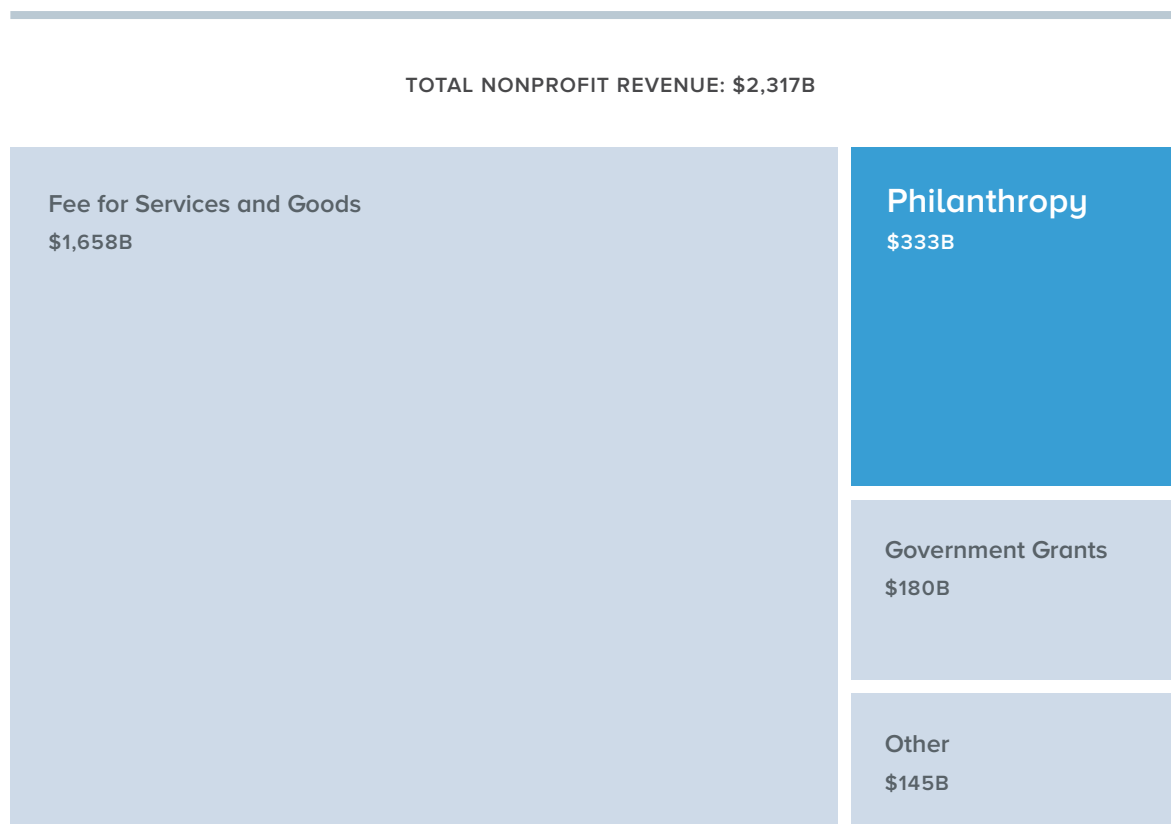 TOTAL NONPROFIT REVENUE: $2,317B
Fee for Services and Goods
$1,658B
Philanthropy
$333B
Government Grants
$180B
Other
$145B